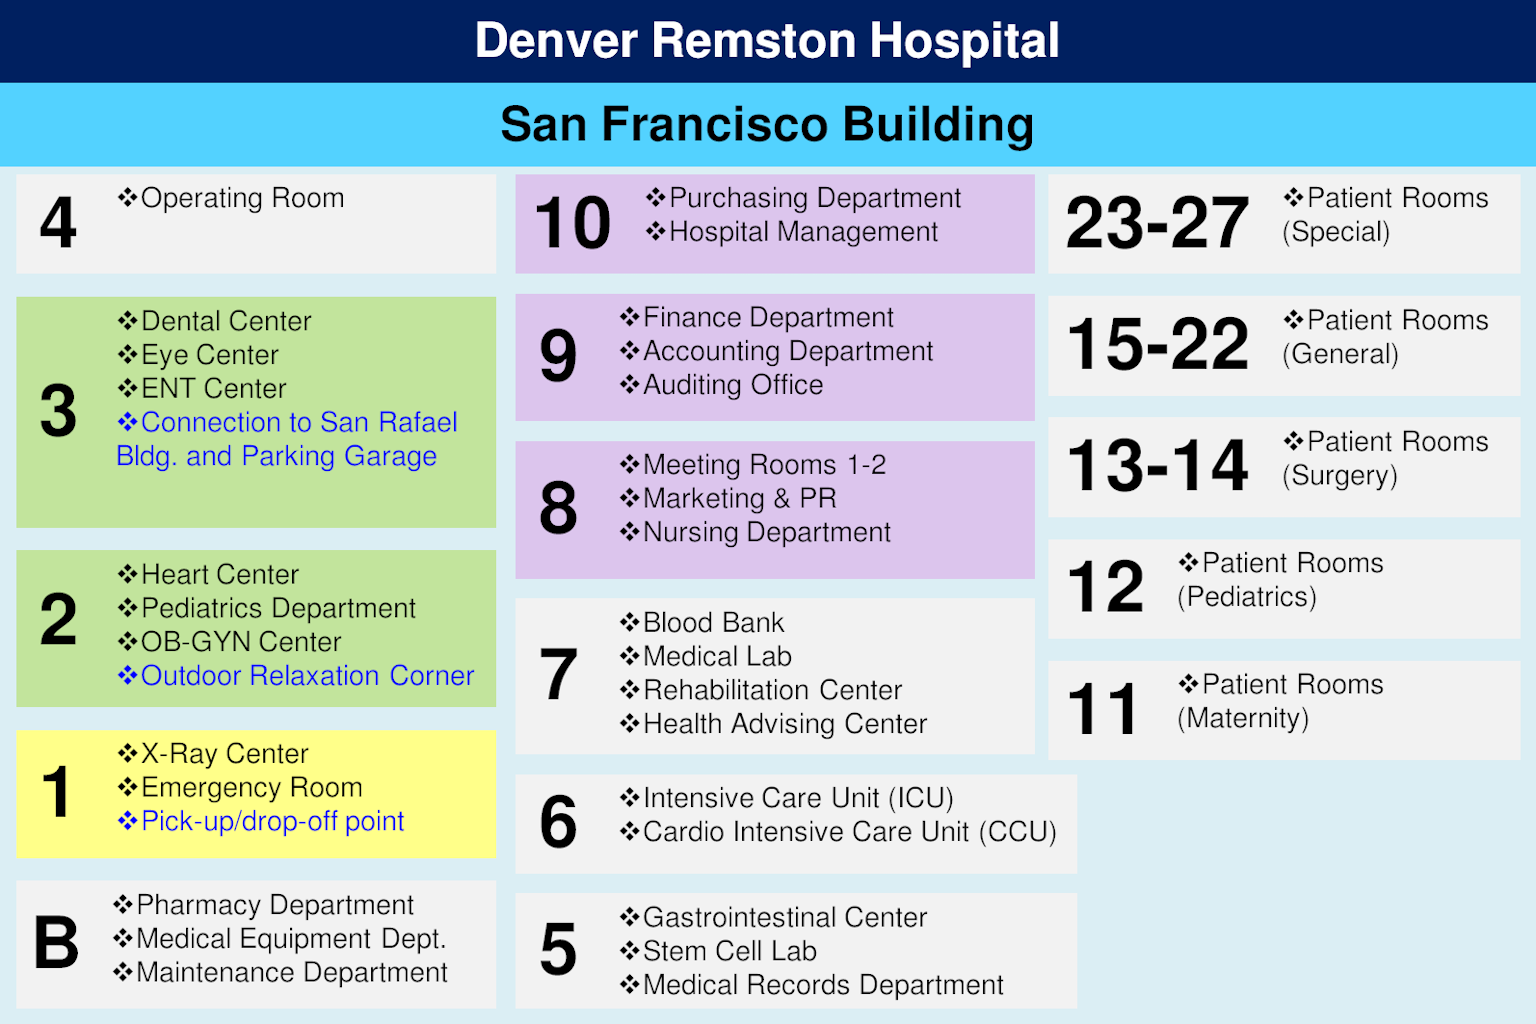 Denver Remston Hospital
San Francisco Building
4
❖Operating Room
3
❖Dental Center
❖Eye Center
❖ENT Center
❖Connection to San Rafael
Bldg. and Parking Garage
2
❖Heart Center
❖Pediatrics Department
❖OB-GYN Center
❖Outdoor Relaxation Corner
1
❖X-Ray Center
❖Emergency Room
❖Pick-up/drop-off point
B
❖Pharmacy Department
❖Medical Equipment Dept.
❖Maintenance Department
10
❖Purchasing Department
❖Hospital Management
9
❖Finance Department
❖Accounting Department
❖Auditing Office
8
❖Meeting Rooms 1-2
❖Marketing & PR
❖Nursing Department
7
❖Blood Bank
❖Medical Lab
❖Rehabilitation Center
❖Health Advising Center
6
❖Intensive Care Unit (ICU)
❖Cardio Intensive Care Unit (CCU)
5
❖Gastrointestinal Center
❖Stem Cell Lab
❖Medical Records Department
23-27
❖Patient Rooms
(Special)
15-22
❖Patient Rooms
(General)
13-14
❖Patient Rooms
(Surgery)
12
❖Patient Rooms
(Pediatrics)
11
❖Patient Rooms
(Maternity)